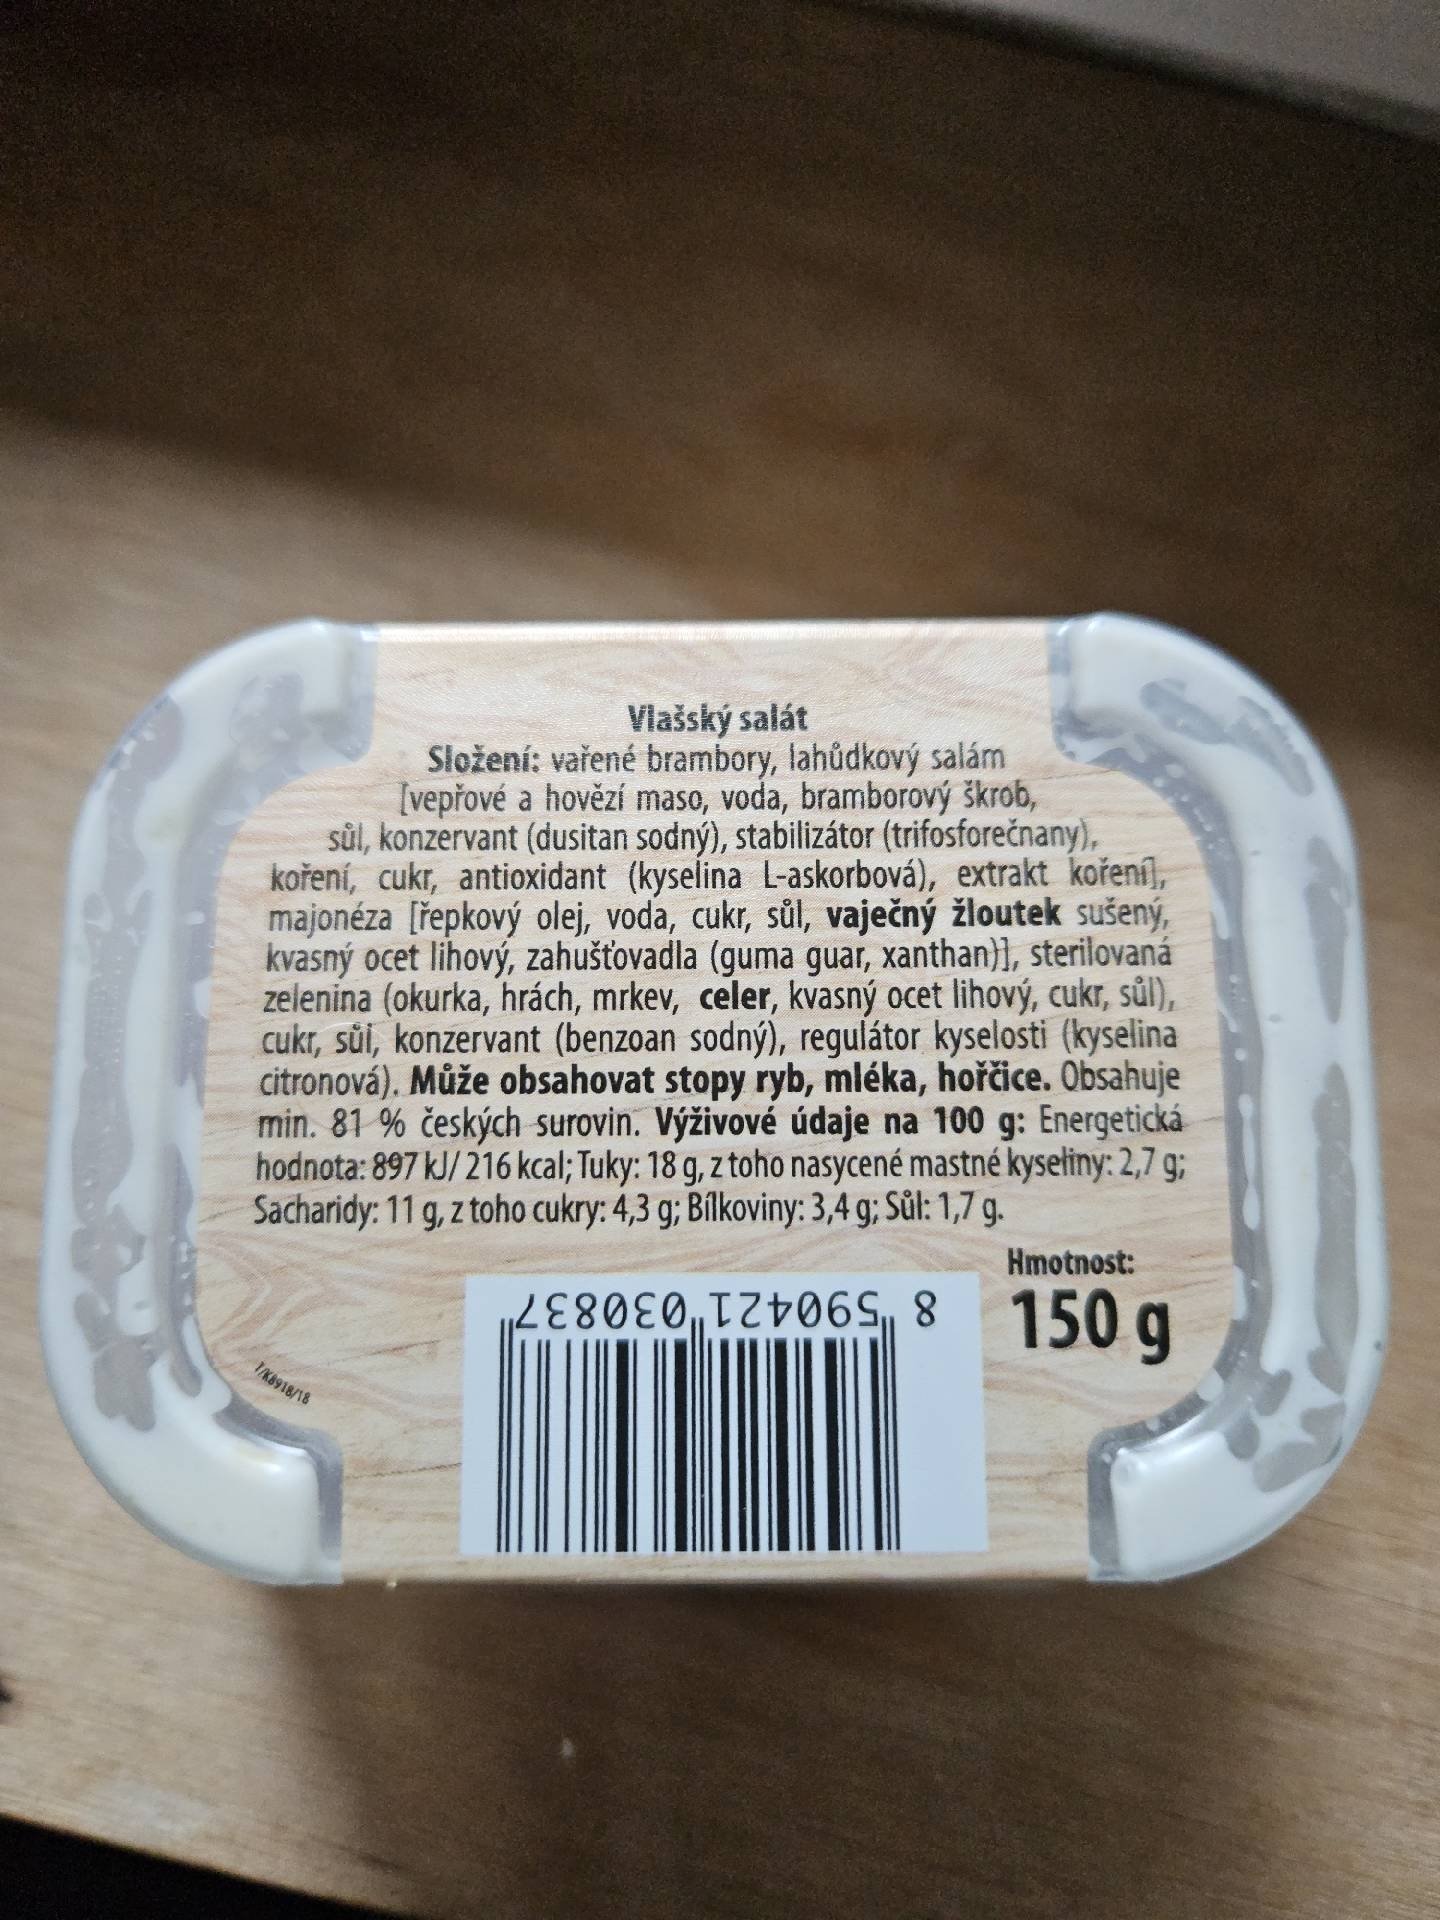 Vlašský salát
Složení: vařené brambory, lahůdkový salám
[vepřové a hovězí maso, voda, bramborový škrob,
sůl, konzervant (dusitan sodný), stabilizátor (trifosforečnany),
koření, cukr, antioxidant (kyselina L-askorbová), extrakt koření],
majonéza [řepkový olej, voda, cukr, sůl, vaječný žloutek sušený,
kvasný ocet lihový, zahušťovadla (guma guar, xanthan)], sterilovaná
zelenina (okurka, hrách, mrkev, celer, kvasný ocet lihový, cukr, sůl),
cukr, sůl, konzervant (benzoan sodný), regulátor kyselosti (kyselina
citronová). Může obsahovat stopy ryb, mléka, hořčice. Obsahuje
min. 81 % českých surovin. Výživové údaje na 100 g: Energetická
hodnota: 897 kJ/ 216 kcal; Tuky: 18 g, z toho nasycené mastné kyseliny: 2,7 g;
Sacharidy: 11 g, z toho cukry: 4,3 g; Bílkoviny: 3,4 g; Sůl: 1,7 g.
Hmotnost:
150 g
8 590421 030837
1/K8918/18